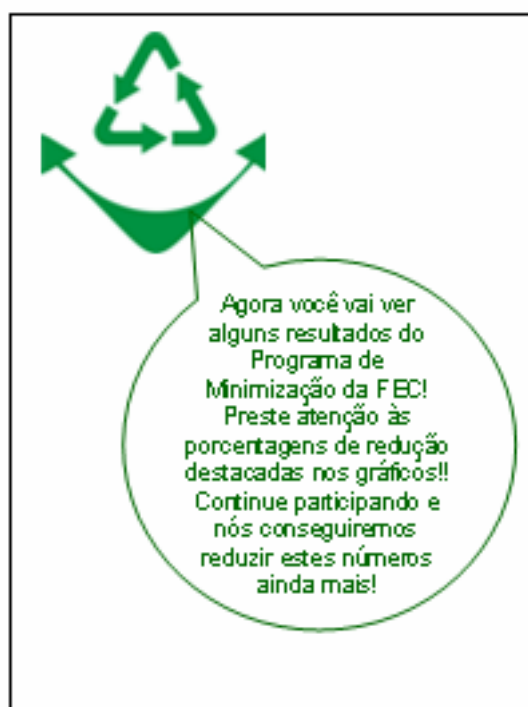 Agora você vai ver
alguns resultados do
Programa de
Minimização da FEC!
Preste atenção às
porcentagens de redução
destacadas nos gráficos!!
Continue participando e
nós conseguiremos
reduzir estes números
ainda mais!